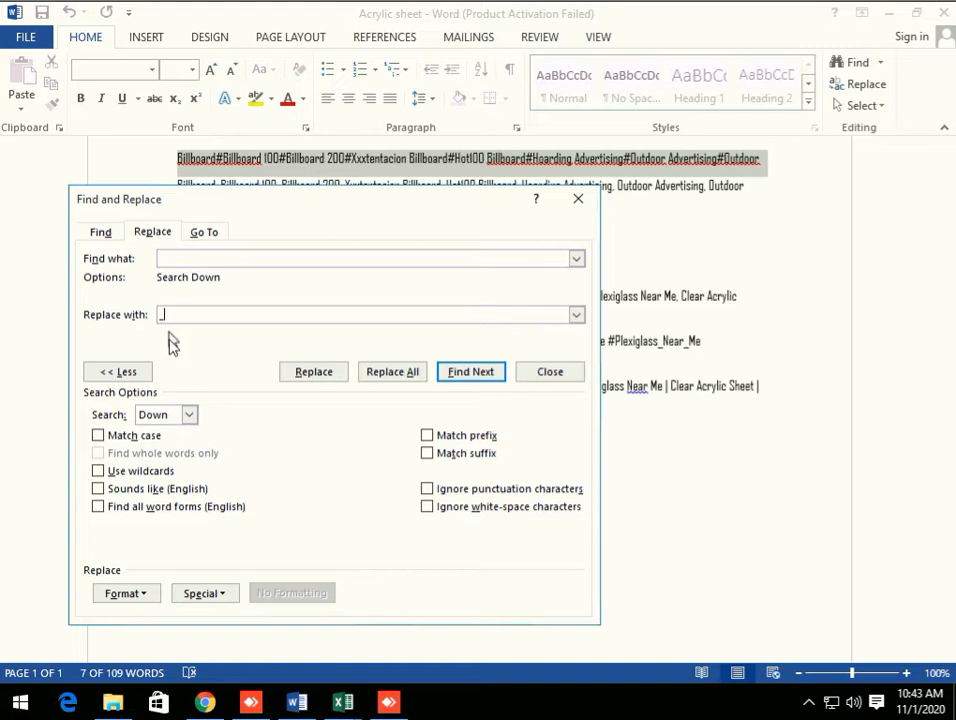 Acrylic sheet - Word (Product Activation Failed)
FILE HOME INSERT DESIGN PAGE LAYOUT REFERENCES MAILINGS REVIEW VIEW Sign in
Paste
Aa
B I U abc X₂ X² A A
AaBbCcDc AaBbCcDc AaBbCc AaBbCcD
¶ Normal ¶ No Spac... Heading 1 Heading 2
Find
Replace
Select
Clipboard Font Paragraph Styles Editing
Billboard#Billboard 100#Billboard 200#Xxxtentacion Billboard#Hot100 Billboard#Hoarding Advertising#Outdoor Advertising#Outdoor
Billboard, Billboard 100, Billboard 200, Xxxtentacion Billboard, Hot100 Billboard, Hoarding Advertising, Outdoor Advertising, Outdoor
Find and Replace
Find Replace Go To
Find what:
Options: Search Down
Replace with: _
<< Less Replace Replace All Find Next Close
Search Options
Search: Down
Match case
Find whole words only
Use wildcards
Sounds like (English)
Find all word forms (English)
Match prefix
Match suffix
Ignore punctuation characters
Ignore white-space characters
Replace
Format Special No Formatting
Plexiglass Near Me, Clear Acrylic
#Plexiglass_Near_Me
Near Me | Clear Acrylic Sheet |
PAGE 1 OF 1 7 OF 109 WORDS 100%
10:43 AM
11/1/2020